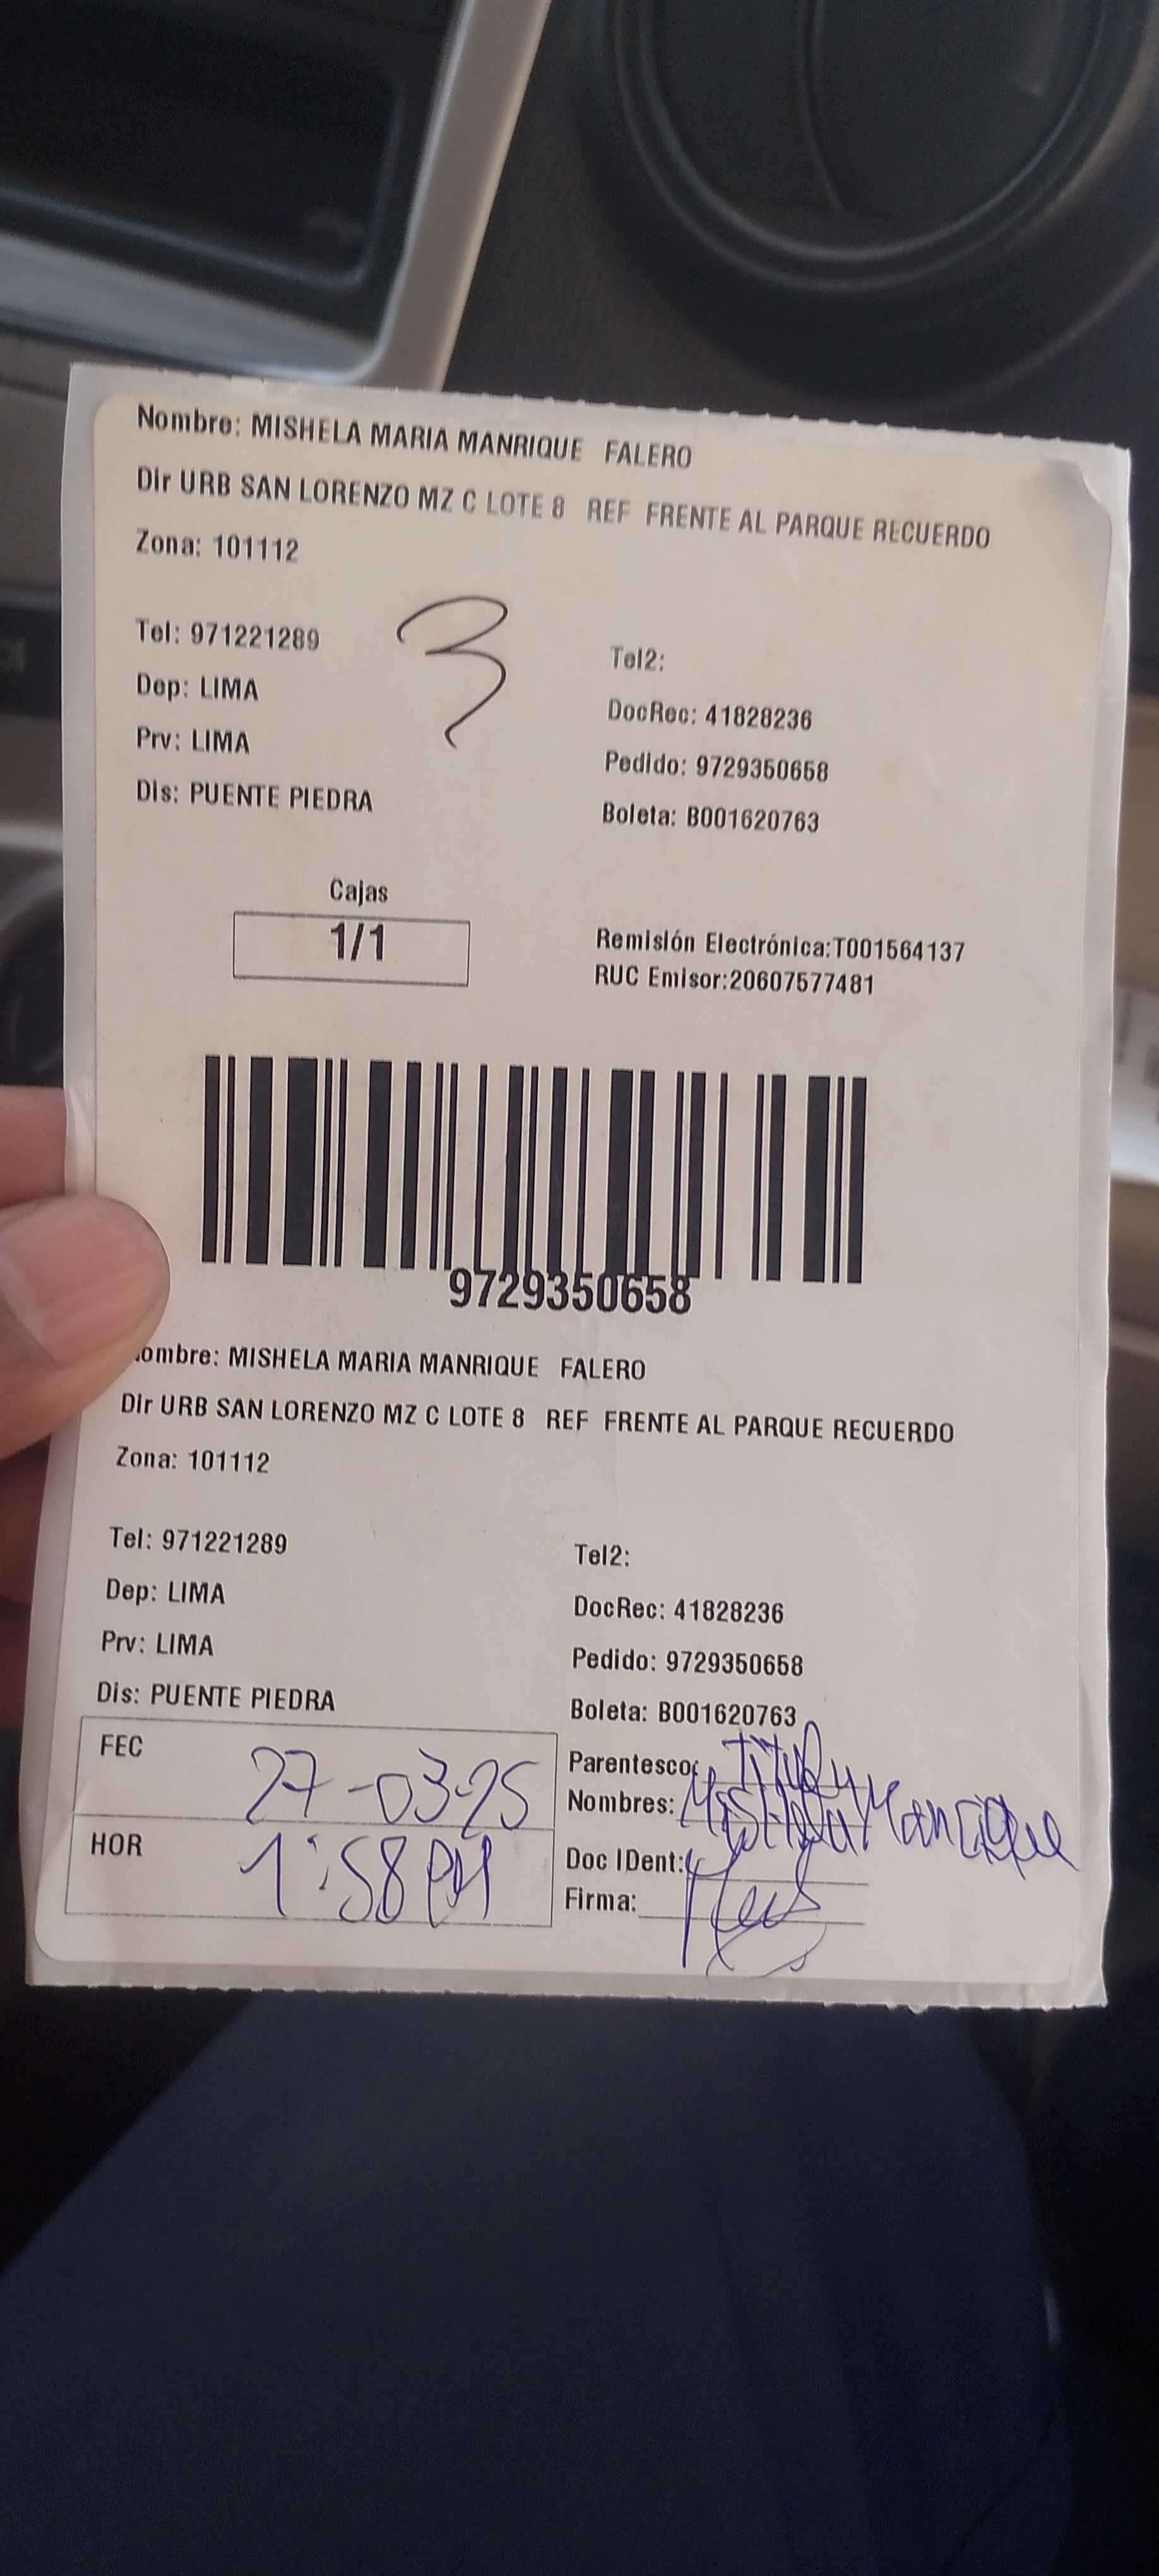 Nombre: MISHELA MARIA MANRIQUE FALERO
Dir URB SAN LORENZO MZ C LOTE 8 REF FRENTE AL PARQUE RECUERDO
Zona: 101112
3
Tel: 971221289
Tel2:
Dep: LIMA
DocRec: 41828236
Prv: LIMA
Pedido: 9729350658
Dis: PUENTE PIEDRA
Boleta: B001620763
Cajas
1/1
Remisión Electrónica:T001564137
RUC Emisor:20607577481
9729350658
ombre: MISHELA MARIA MANRIQUE FALERO
Dir URB SAN LORENZO MZ C LOTE 8 REF FRENTE AL PARQUE RECUERDO
Zona: 101112
Tel: 971221289
Tel2:
Dep: LIMA
DocRec: 41828236
Prv: LIMA
Pedido: 9729350658
Dis: PUENTE PIEDRA
Boleta: B001620763
FEC 27-03-25
Parentesco:
Nombres: Mishela Manrique
HOR 1:58 PM
Doc IDent:
Firma: